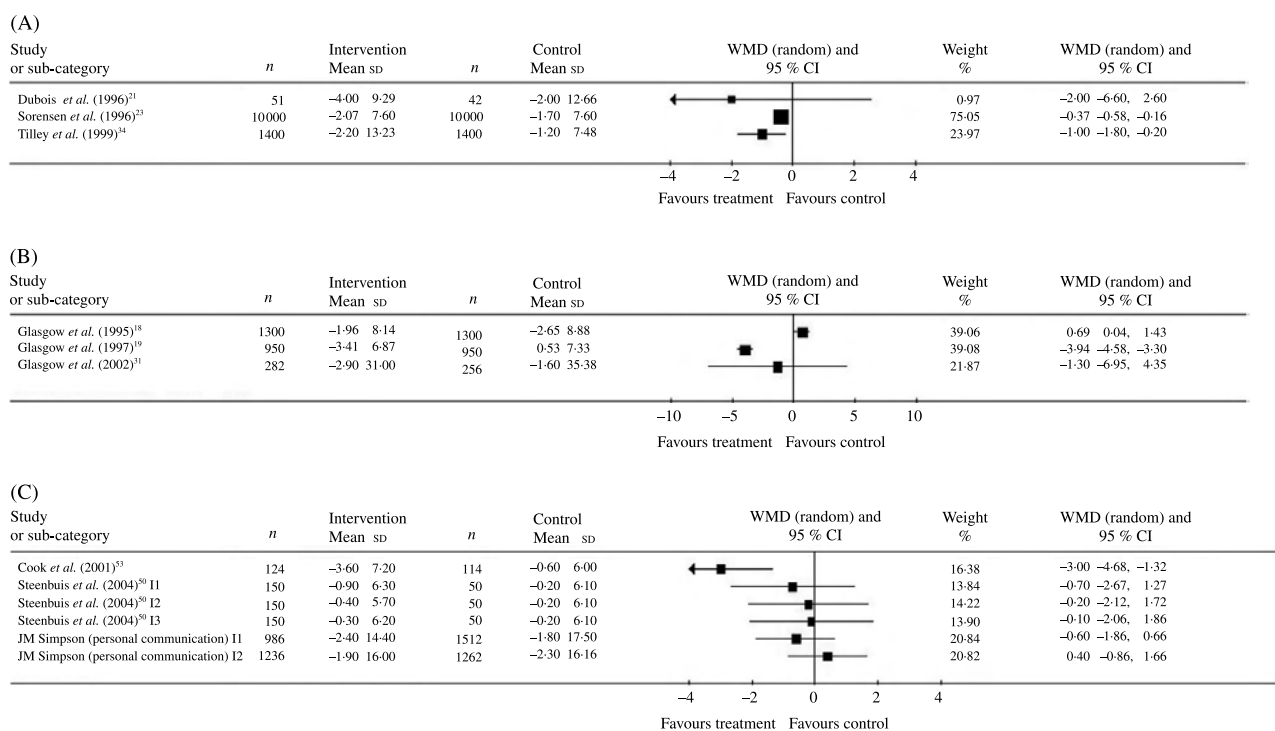 (A)
Study Intervention Control WMD (random) and Weight WMD (random) and
or sub-category n Mean SD n Mean SD 95 % CI % 95 % CI
Dubois et al. (1996)21 51 –4·00 9·29 42 –2·00 12·66 0·97 –2·00 –6·60, 2·60
Sorensen et al. (1996)23 10000 –2·07 7·60 10000 –1·70 7·60 75·05 –0·37 –0·58, –0·16
Tilley et al. (1999)34 1400 –2·20 13·23 1400 –1·20 7·48 23·97 –1·00 –1·80, –0·20
–4 –2 0 2 4
Favours treatment Favours control
(B)
Study Intervention Control WMD (random) and Weight WMD (random) and
or sub-category n Mean SD n Mean SD 95 % CI % 95 % CI
Glasgow et al. (1995)18 1300 –1·96 8·14 1300 –2·65 8·88 39·06 0·69 0·04, 1·43
Glasgow et al. (1997)19 950 –3·41 6·87 950 0·53 7·33 39·08 –3·94 –4·58, –3·30
Glasgow et al. (2002)31 282 –2·90 31·00 256 –1·60 35·38 21·87 –1·30 –6·95, 4·35
–10 –5 0 5 10
Favours treatment Favours control
(C)
Study Intervention Control WMD (random) and Weight WMD (random) and
or sub-category n Mean SD n Mean SD 95 % CI % 95 % CI
Cook et al. (2001)53 124 –3·60 7·20 114 –0·60 6·00 16·38 –3·00 –4·68, –1·32
Steenbuis et al. (2004)50 I1 150 –0·90 6·30 50 –0·20 6·10 13·84 –0·70 –2·67, 1·27
Steenbuis et al. (2004)50 I2 150 –0·40 5·70 50 –0·20 6·10 14·22 –0·20 –2·12, 1·72
Steenbuis et al. (2004)50 I3 150 –0·30 6·20 50 –0·20 6·10 13·90 –0·10 –2·06, 1·86
JM Simpson (personal communication) I1 986 –2·40 14·40 1512 –1·80 17·50 20·84 –0·60 –1·86, 0·66
JM Simpson (personal communication) I2 1236 –1·90 16·00 1262 –2·30 16·16 20·82 0·40 –0·86, 1·66
–4 –2 0 2 4
Favours treatment Favours control